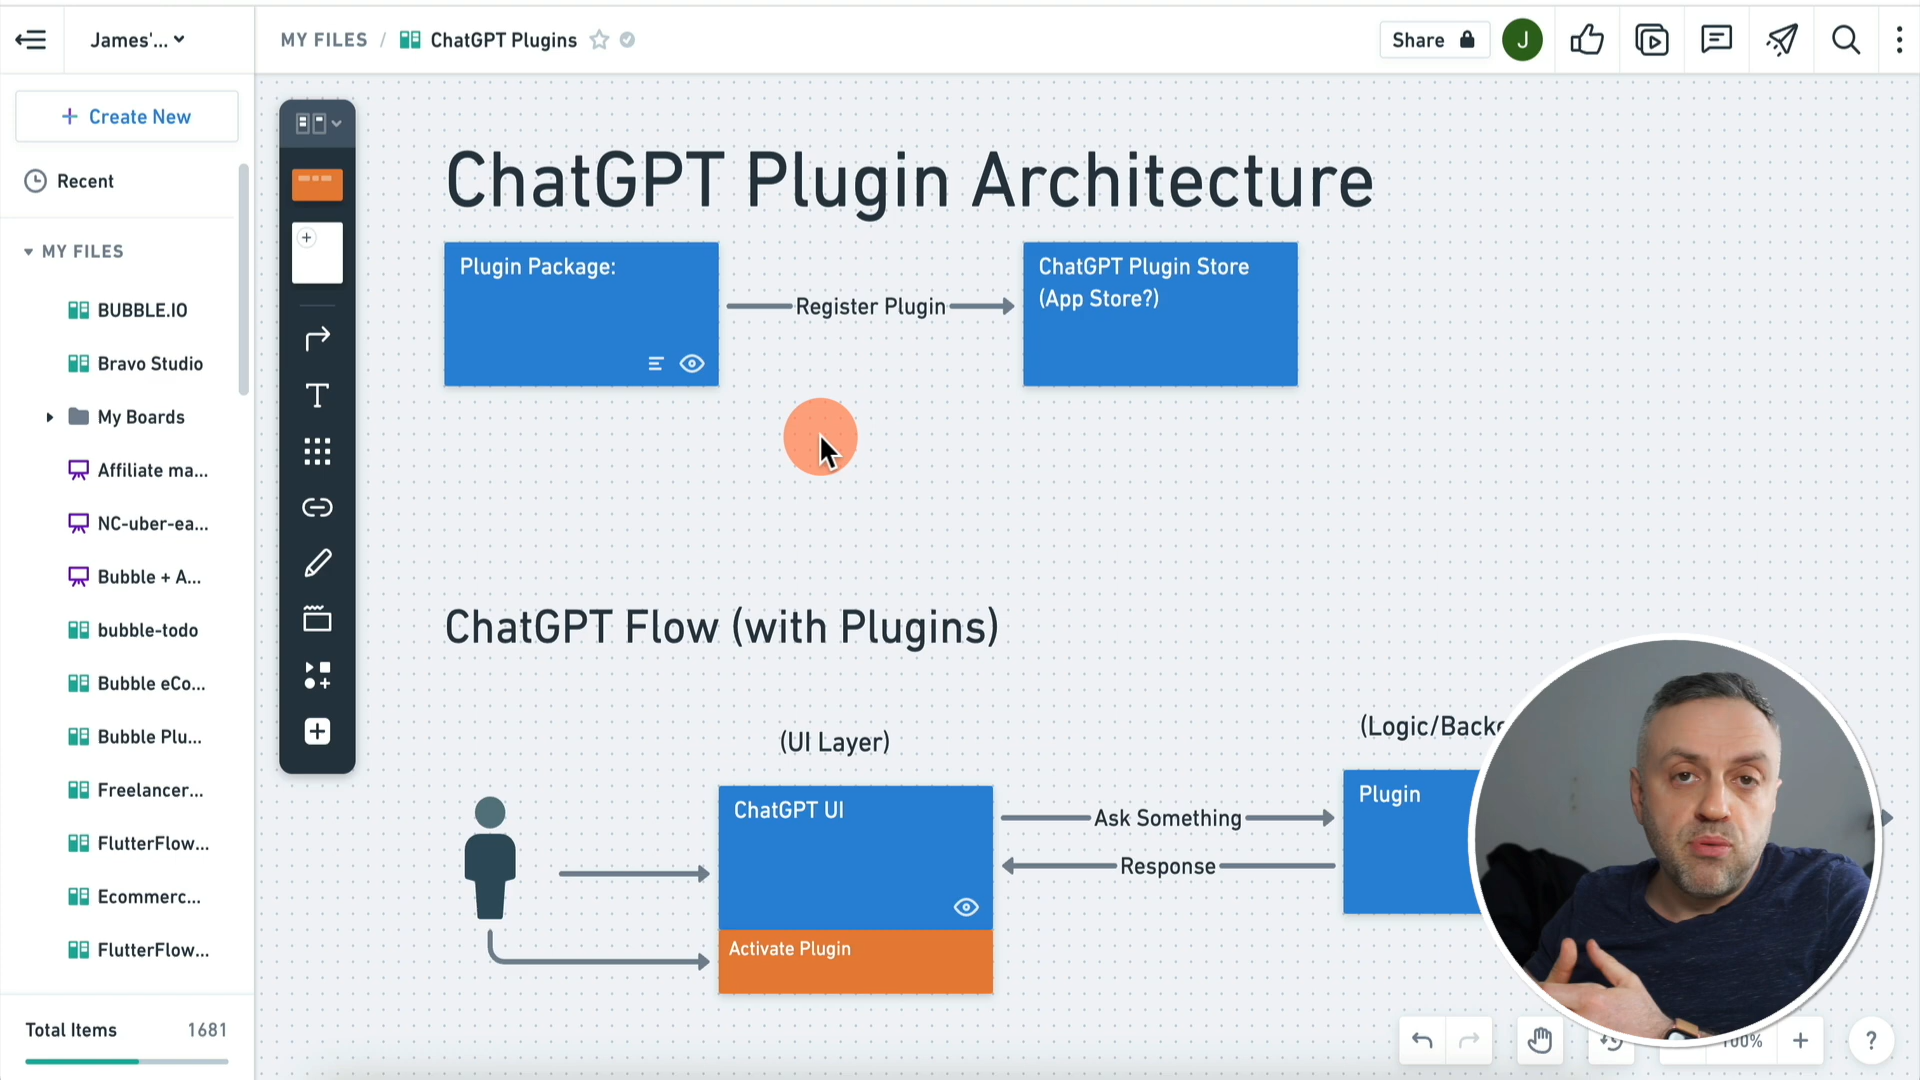 James'...
MY FILES / ChatGPT Plugins
Share
J
+ Create New
Recent
MY FILES
BUBBLE.IO
Bravo Studio
My Boards
Affiliate ma...
NC-uber-ea...
Bubble + A...
bubble-todo
Bubble eCo...
Bubble Plu...
Freelancer...
FlutterFlow...
Ecommerc...
FlutterFlow...
Total Items 1681
ChatGPT Plugin Architecture
Plugin Package:
Register Plugin
ChatGPT Plugin Store
(App Store?)
ChatGPT Flow (with Plugins)
(UI Layer)
(Logic/Backe
ChatGPT UI
Activate Plugin
Ask Something
Response
Plugin
100%
?